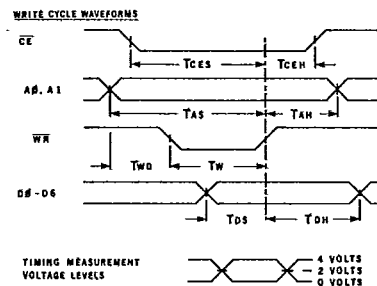 WRITE CYCLE WAVEFORMS
CE
TCES TCEH
AØ, A1
TAS TAH
WR
TWD TW
DØ-D6
TDS TDH
TIMING MEASUREMENT
VOLTAGE LEVELS
4 VOLTS
2 VOLTS
0 VOLTS